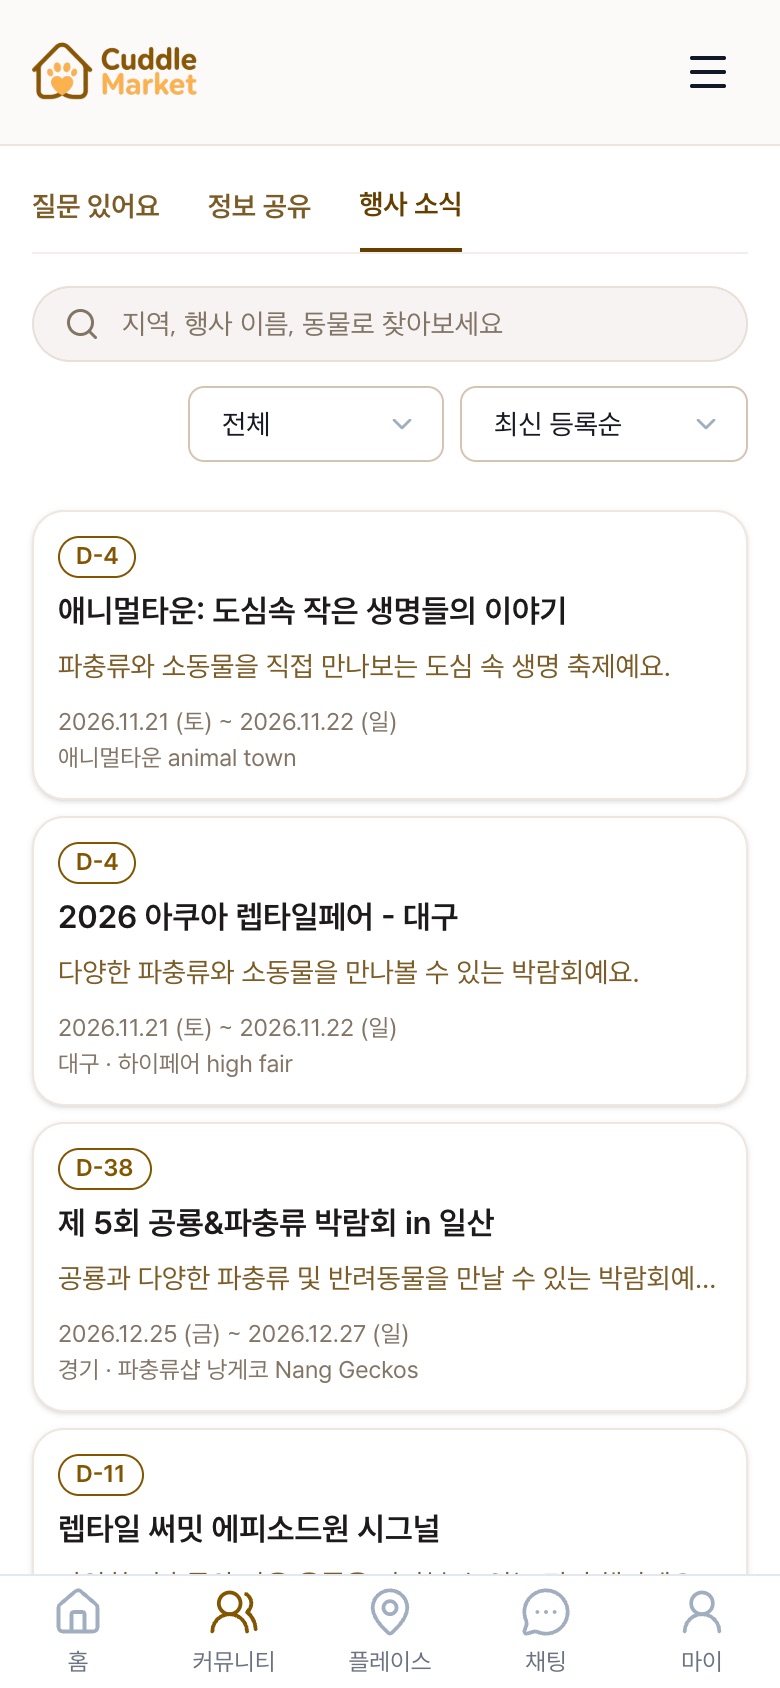 Cuddle
Market
질문 있어요 정보 공유 행사 소식
지역, 행사 이름, 동물로 찾아보세요
전체 최신 등록순
D-4
애니멀타운: 도심속 작은 생명들의 이야기
파충류와 소동물을 직접 만나보는 도심 속 생명 축제예요.
2026.11.21 (토) ~ 2026.11.22 (일)
애니멀타운 animal town
D-4
2026 아쿠아 렙타일페어 - 대구
다양한 파충류와 소동물을 만나볼 수 있는 박람회예요.
2026.11.21 (토) ~ 2026.11.22 (일)
대구 · 하이페어 high fair
D-38
제 5회 공룡&파충류 박람회 in 일산
공룡과 다양한 파충류 및 반려동물을 만날 수 있는 박람회예...
2026.12.25 (금) ~ 2026.12.27 (일)
경기 · 파충류샵 낭게코 Nang Geckos
D-11
렙타일 써밋 에피소드원 시그널
홈 커뮤니티 플레이스 채팅 마이